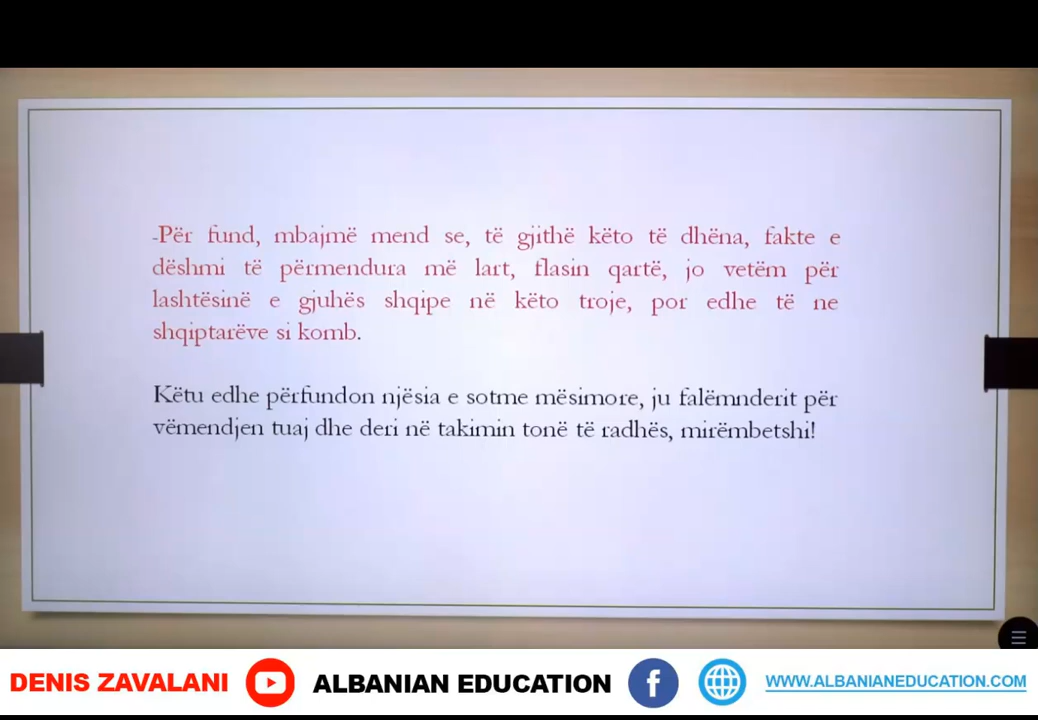 -Për fund, mbajmë mend se, të gjithë këto të dhëna, fakte e
dëshmi të përmendura më lart, flasin qartë, jo vetëm për
lashtësinë e gjuhës shqipe në këto troje, por edhe të ne
shqiptarëve si komb.
Këtu edhe përfundon njësia e sotme mësimore, ju falëmnderit për
vëmendjen tuaj dhe deri në takimin tonë të radhës, mirëmbetshi!
DENIS ZAVALANI ALBANIAN EDUCATION WWW.ALBANIANEDUCATION.COM